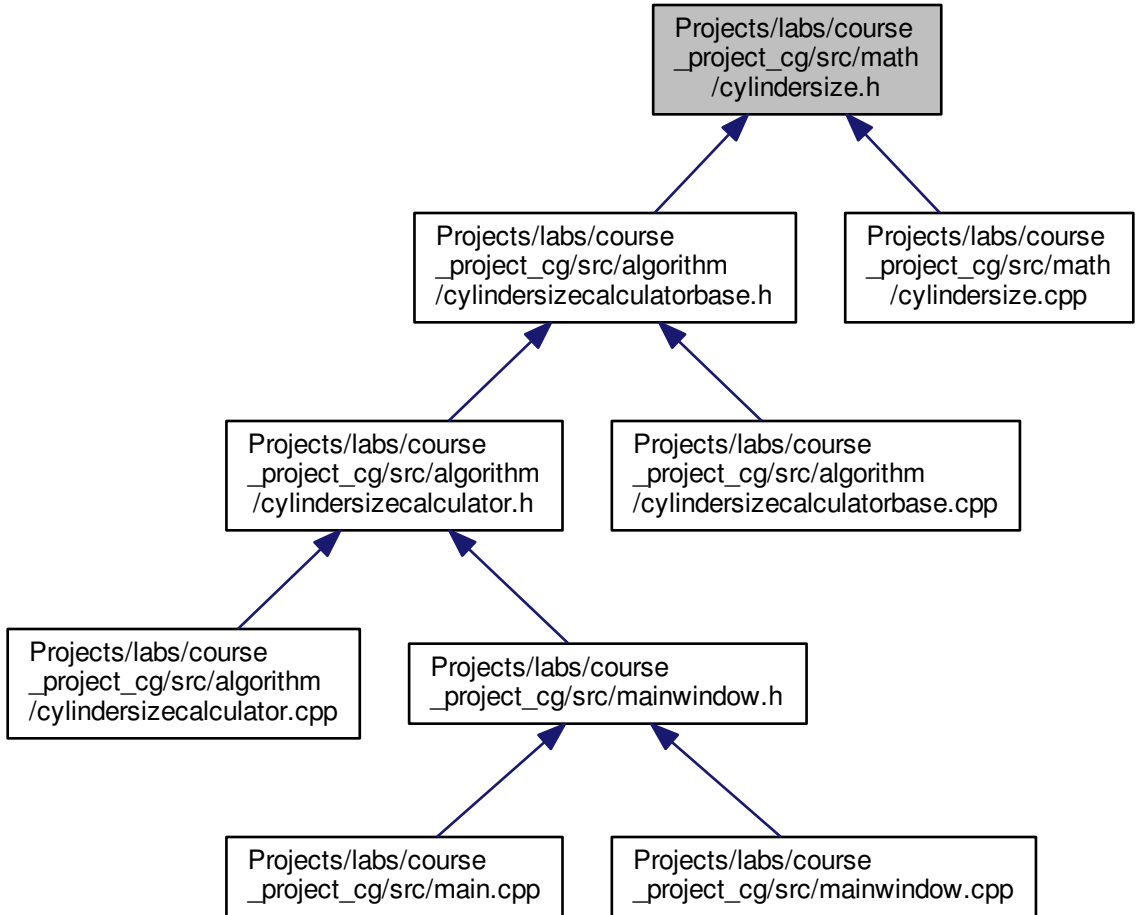 Projects/labs/course
_project_cg/src/math
/cylindersize.h
Projects/labs/course
_project_cg/src/algorithm
/cylindersizecalculatorbase.h
Projects/labs/course
_project_cg/src/math
/cylindersize.cpp
Projects/labs/course
_project_cg/src/algorithm
/cylindersizecalculator.h
Projects/labs/course
_project_cg/src/algorithm
/cylindersizecalculatorbase.cpp
Projects/labs/course
_project_cg/src/algorithm
/cylindersizecalculator.cpp
Projects/labs/course
_project_cg/src/mainwindow.h
Projects/labs/course
_project_cg/src/main.cpp
Projects/labs/course
_project_cg/src/mainwindow.cpp